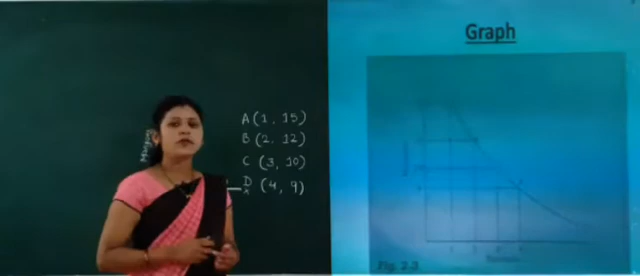 Graph
A (1, 15)
B (2. 12)
C (3, 10)
D (4, 9)
Fig. 2.3